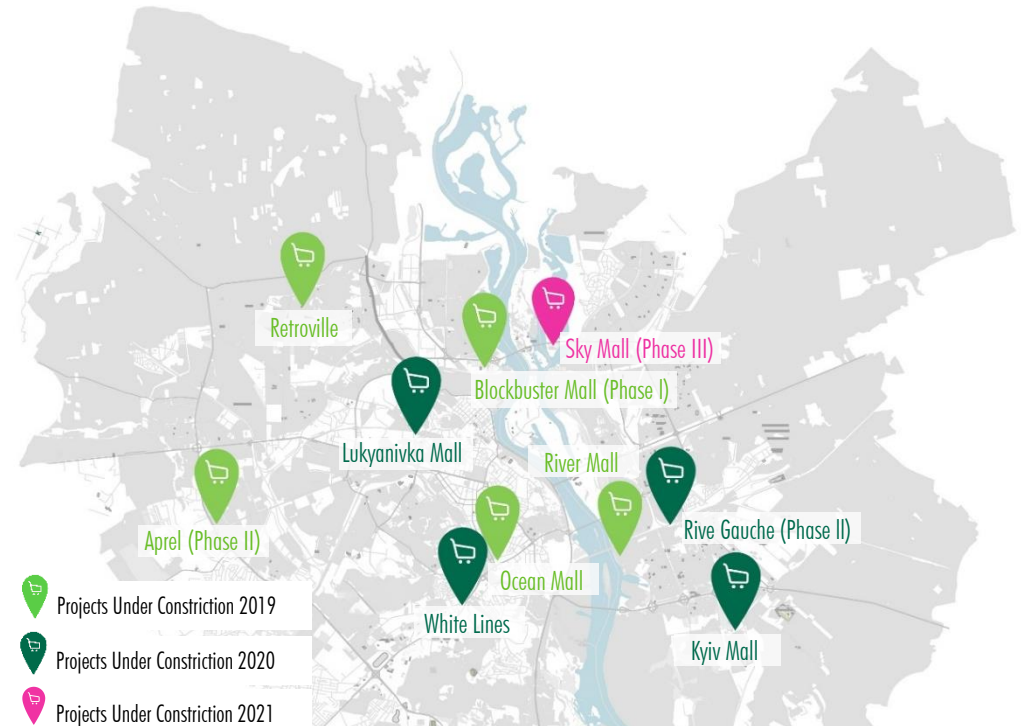 Retroville
Sky Mall (Phase III)
Blockbuster Mall (Phase I)
Lukyanivka Mall
River Mall
Rive Gauche (Phase II)
Aprel (Phase II)
Ocean Mall
White Lines
Kyiv Mall
Projects Under Constriction 2019
Projects Under Constriction 2020
Projects Under Constriction 2021